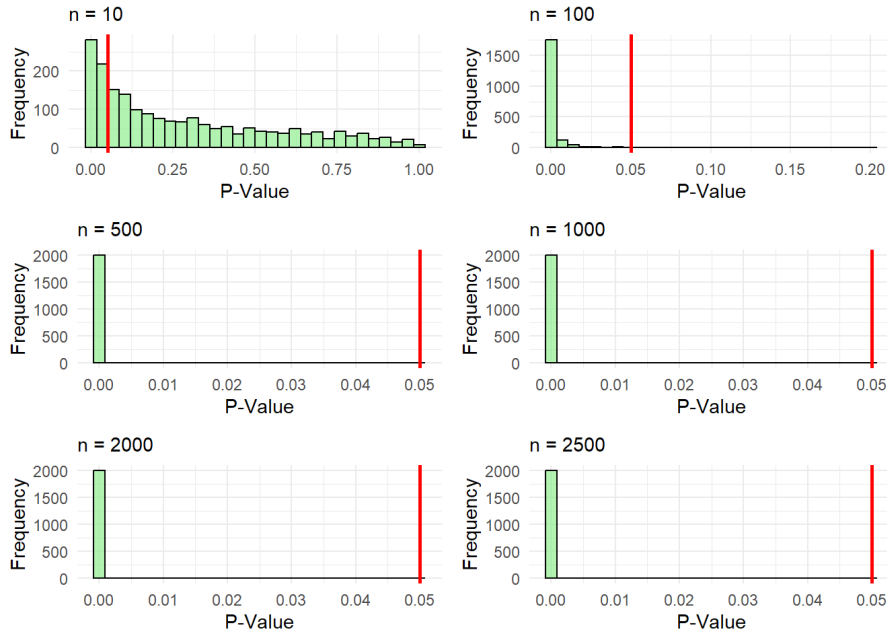 n = 10
Frequency
200
100
0
0.00 0.25 0.50 0.75 1.00
P-Value
n = 100
Frequency
1500
1000
500
0
0.00 0.05 0.10 0.15 0.20
P-Value
n = 500
Frequency
2000
1500
1000
500
0
0.00 0.01 0.02 0.03 0.04 0.05
P-Value
n = 1000
Frequency
2000
1500
1000
500
0
0.00 0.01 0.02 0.03 0.04 0.05
P-Value
n = 2000
Frequency
2000
1500
1000
500
0
0.00 0.01 0.02 0.03 0.04 0.05
P-Value
n = 2500
Frequency
2000
1500
1000
500
0
0.00 0.01 0.02 0.03 0.04 0.05
P-Value